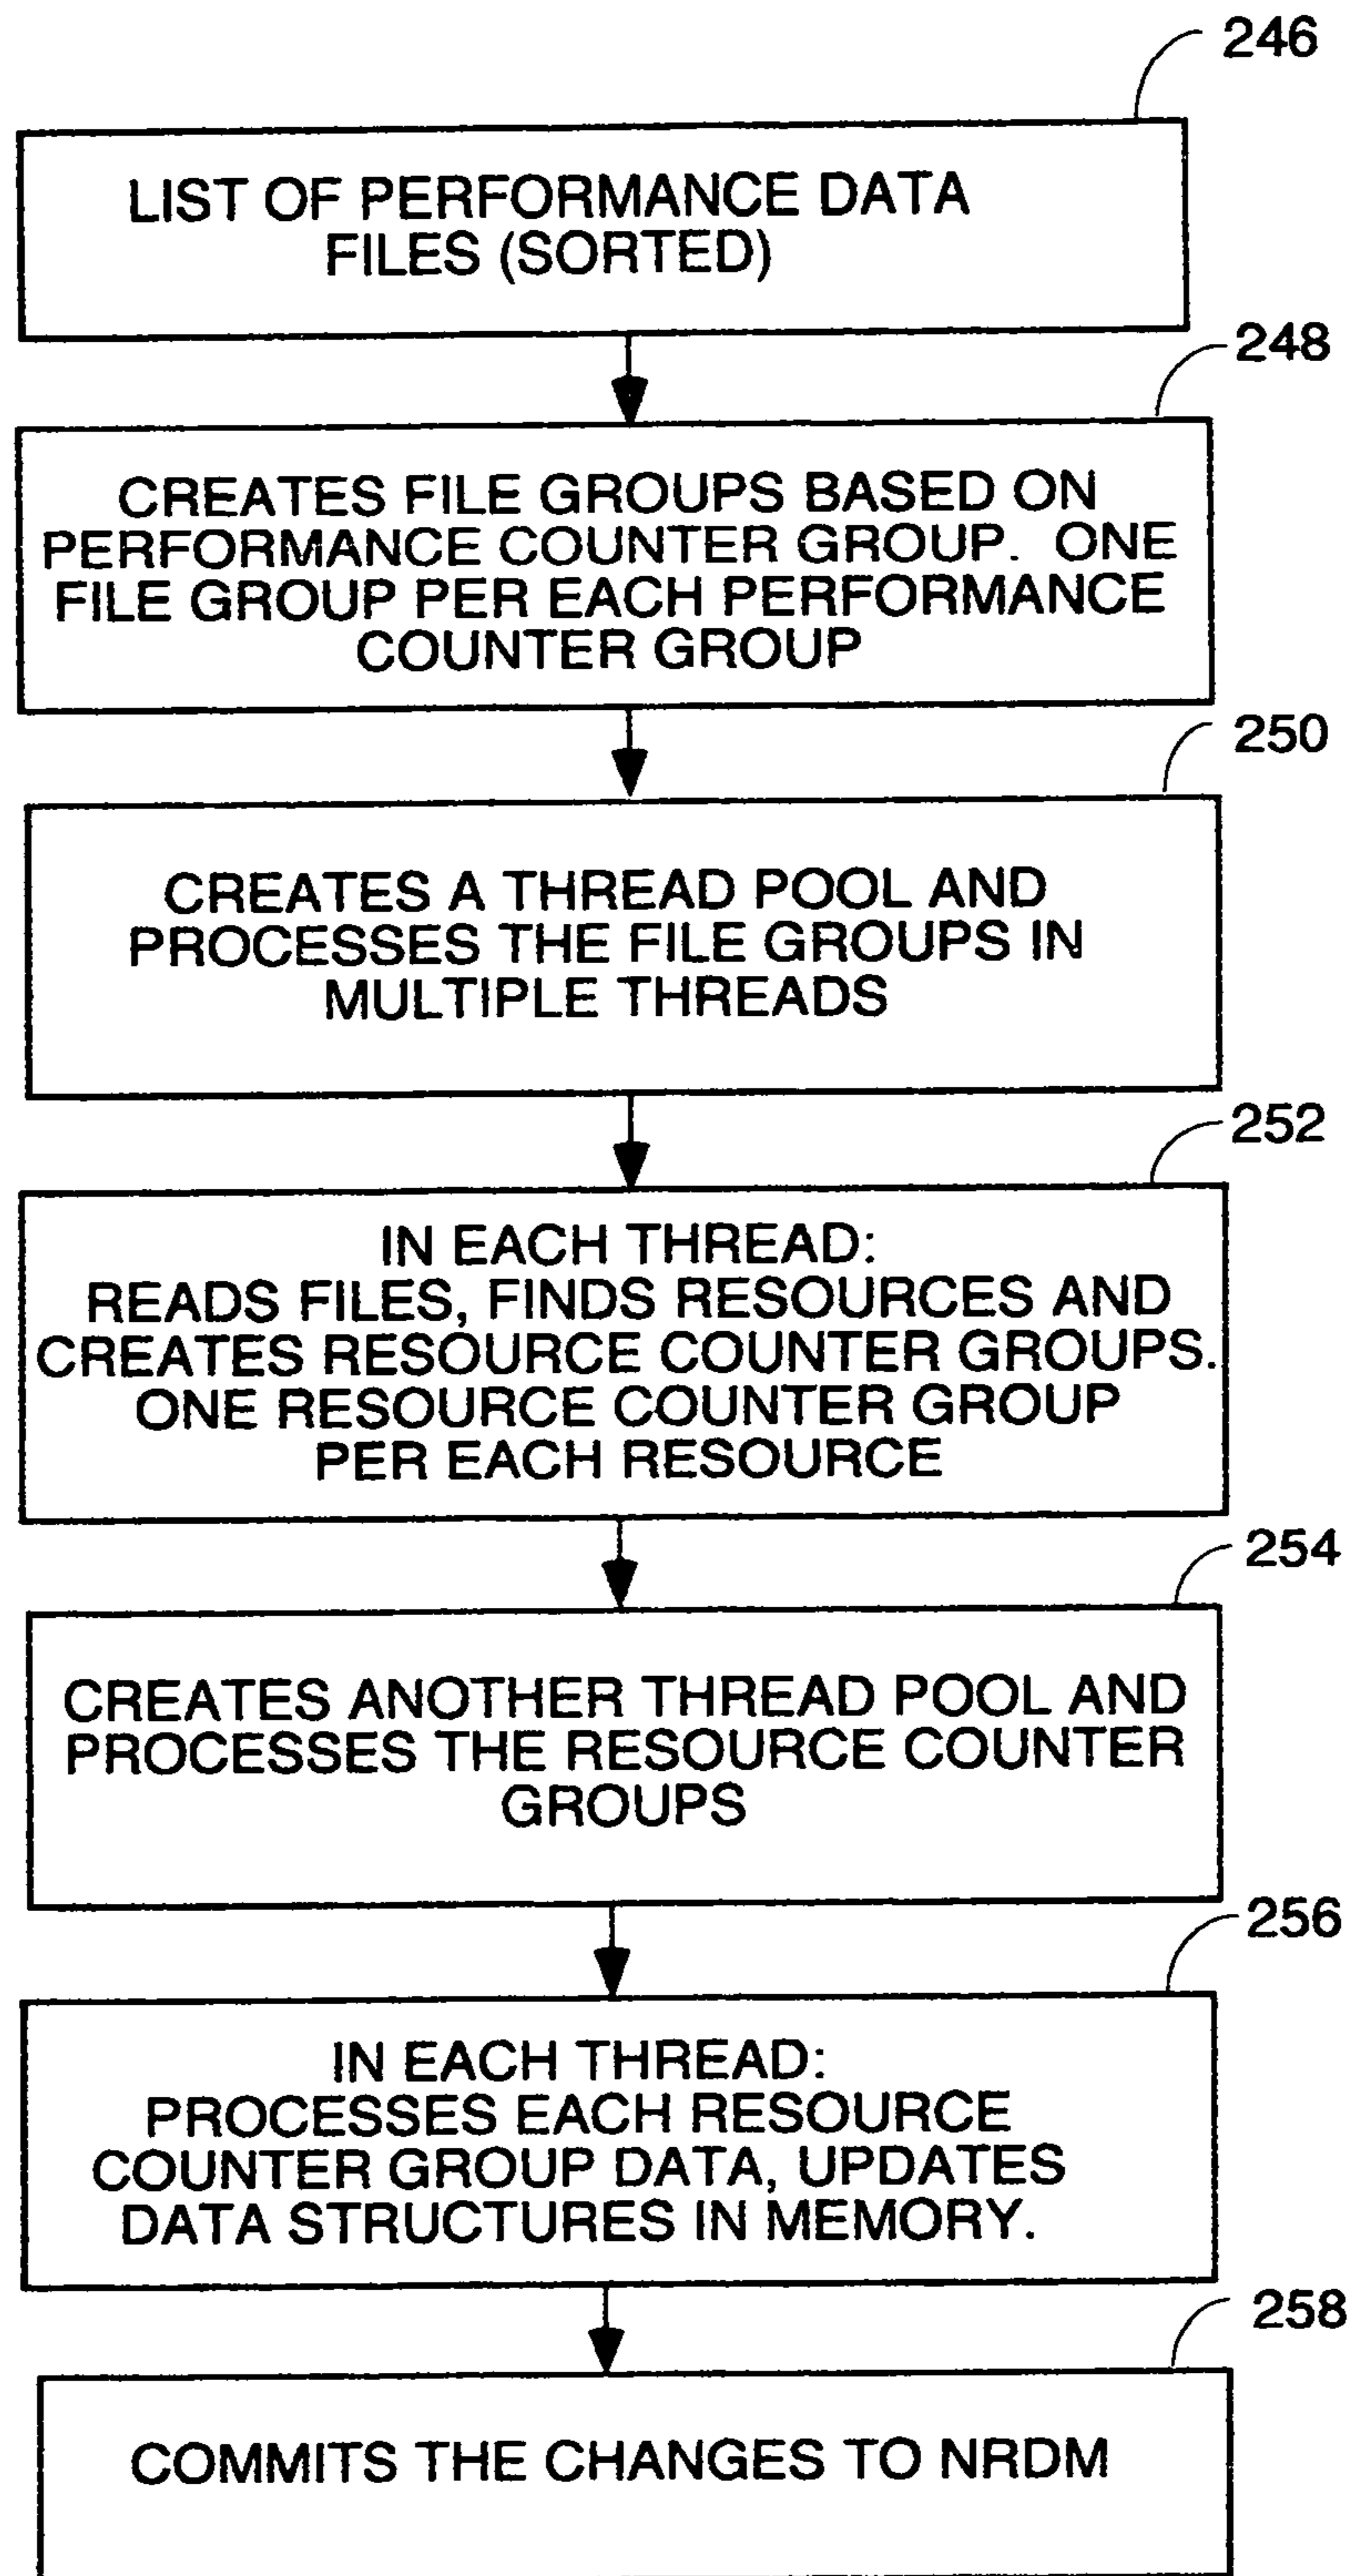 246
LIST OF PERFORMANCE DATA
FILES (SORTED)
248
CREATES FILE GROUPS BASED ON
PERFORMANCE COUNTER GROUP. ONE
FILE GROUP PER EACH PERFORMANCE
COUNTER GROUP
250
CREATES A THREAD POOL AND
PROCESSES THE FILE GROUPS IN
MULTIPLE THREADS
252
IN EACH THREAD:
READS FILES, FINDS RESOURCES AND
CREATES RESOURCE COUNTER GROUPS.
ONE RESOURCE COUNTER GROUP
PER EACH RESOURCE
254
CREATES ANOTHER THREAD POOL AND
PROCESSES THE RESOURCE COUNTER
GROUPS
256
IN EACH THREAD:
PROCESSES EACH RESOURCE
COUNTER GROUP DATA, UPDATES
DATA STRUCTURES IN MEMORY.
258
COMMITS THE CHANGES TO NRDM